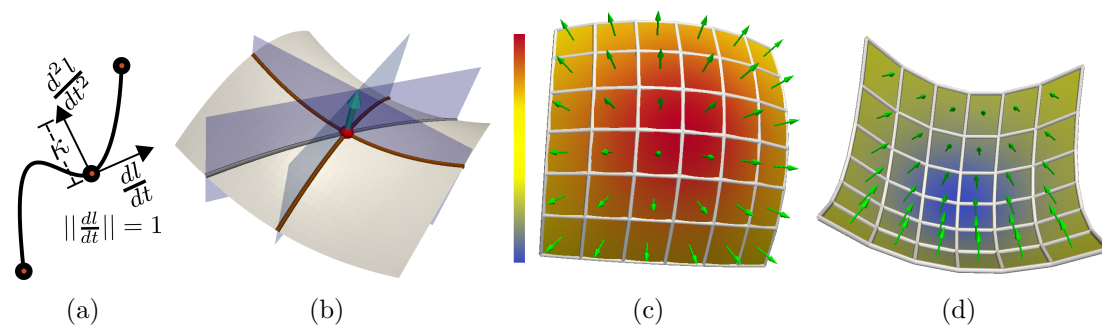 d²l/dt²
κ
dl/dt
||dl/dt|| = 1
(a) (b) (c) (d)